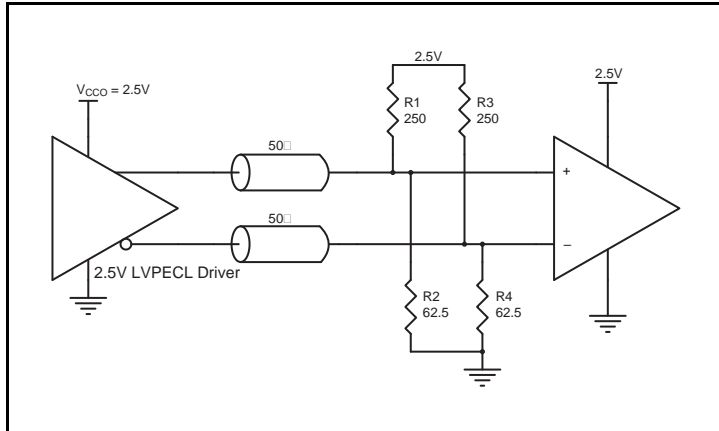 2.5V
2.5V
VCCO = 2.5V
R1
250
R3
250
50□
+
50□
−
2.5V LVPECL Driver
R2
62.5
R4
62.5